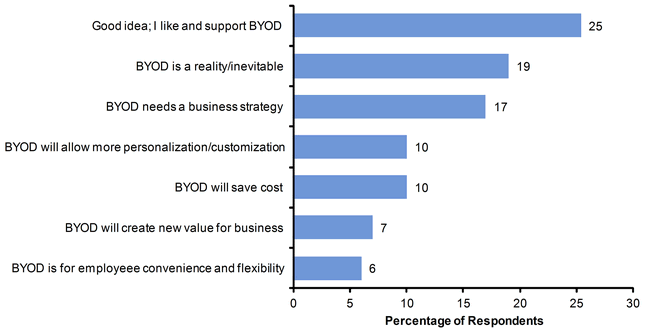 Good idea; I like and support BYOD 25
BYOD is a reality/inevitable 19
BYOD needs a business strategy 17
BYOD will allow more personalization/customization 10
BYOD will save cost 10
BYOD will create new value for business 7
BYOD is for employeee convenience and flexibility 6
0 5 10 15 20 25 30
Percentage of Respondents